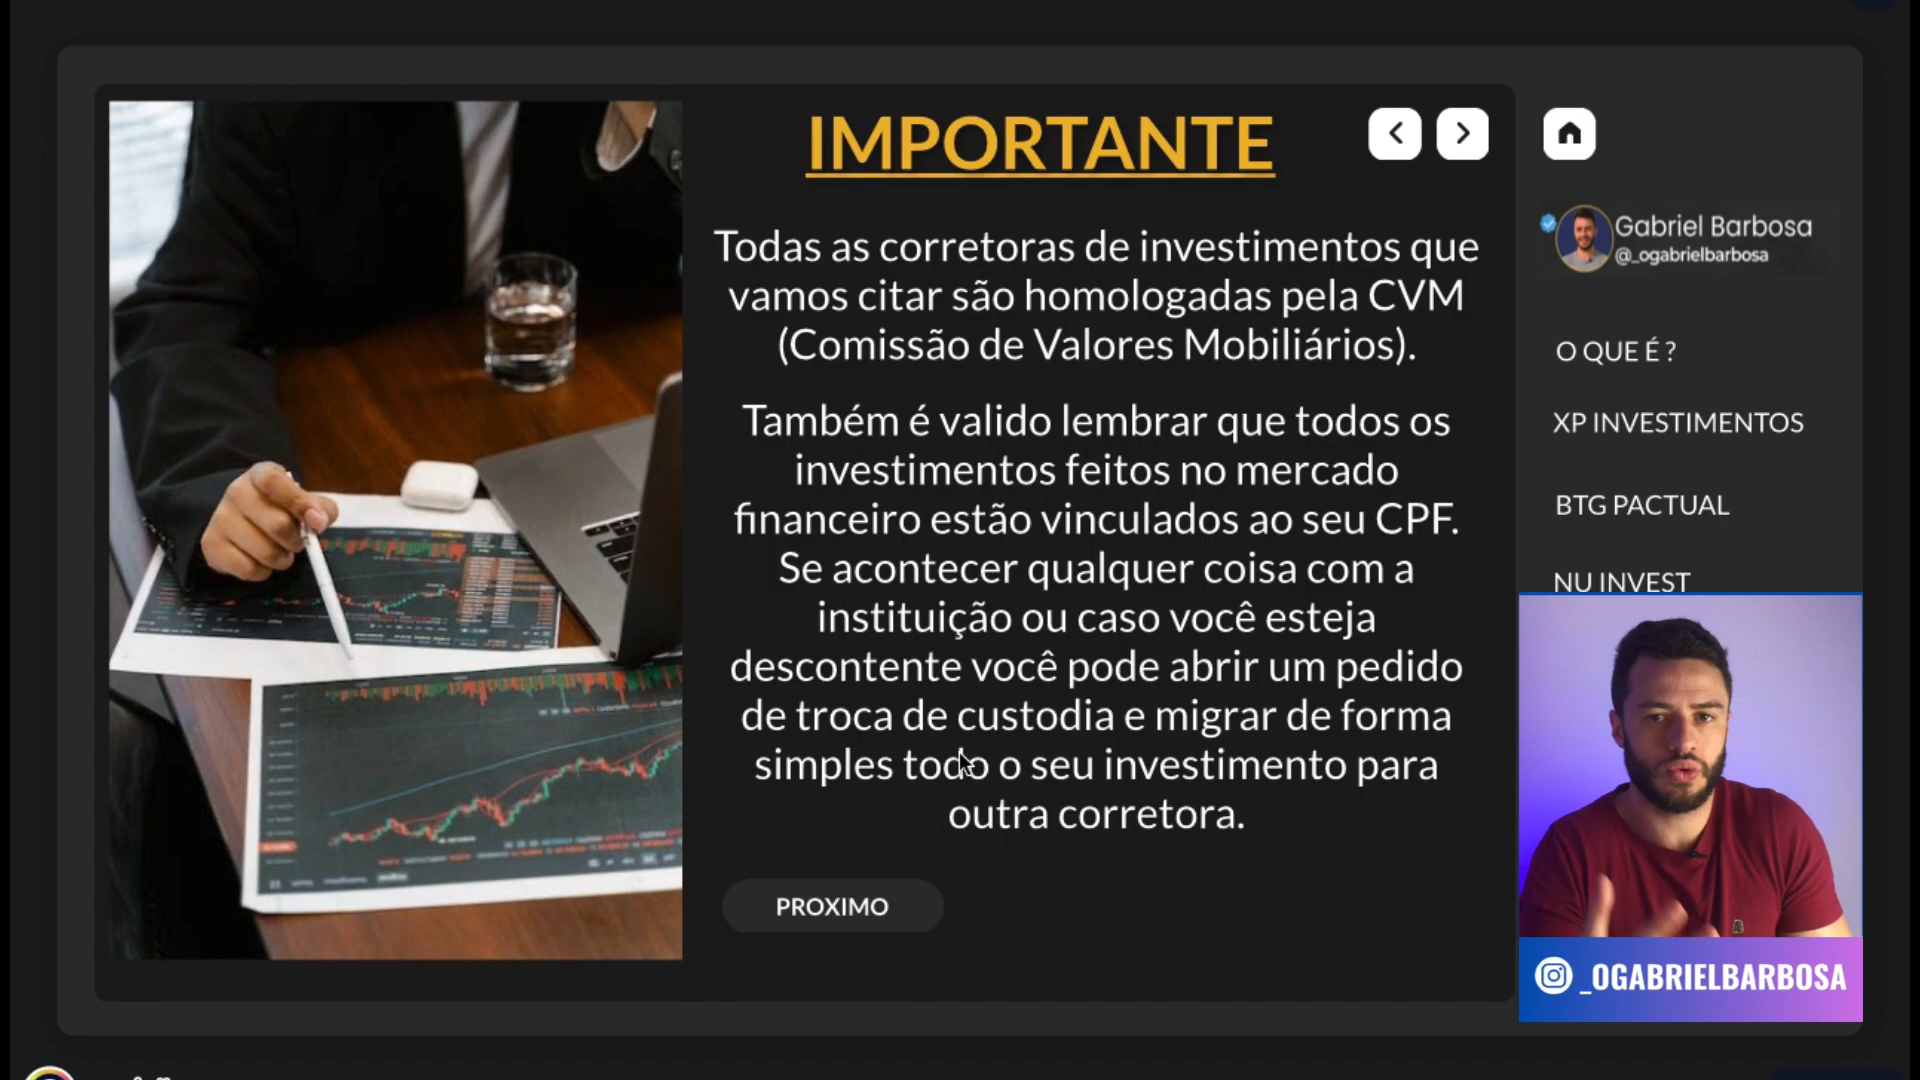 IMPORTANTE
Todas as corretoras de investimentos que
vamos citar são homologadas pela CVM
(Comissão de Valores Mobiliários).
Também é valido lembrar que todos os
investimentos feitos no mercado
financeiro estão vinculados ao seu CPF.
Se acontecer qualquer coisa com a
instituição ou caso você esteja
descontente você pode abrir um pedido
de troca de custodia e migrar de forma
simples todo o seu investimento para
outra corretora.
PROXIMO
Gabriel Barbosa
@_ogabrielbarbosa
O QUE É ?
XP INVESTIMENTOS
BTG PACTUAL
NU INVEST
_OGABRIELBARBOSA